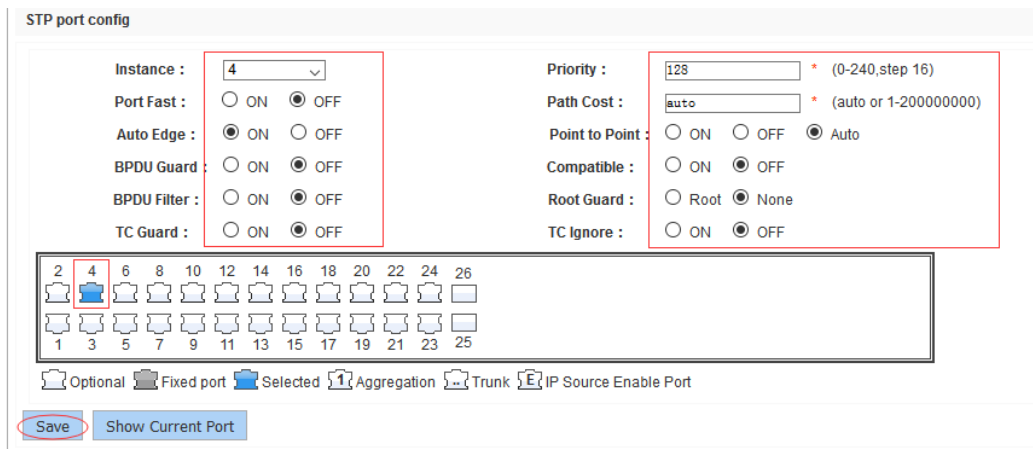 STP port config
Instance : 4 Priority : 128 * (0-240,step 16)
Port Fast : ON OFF Path Cost : auto * (auto or 1-200000000)
Auto Edge : ON OFF Point to Point : ON OFF Auto
BPDU Guard : ON OFF Compatible : ON OFF
BPDU Filter : ON OFF Root Guard : Root None
TC Guard : ON OFF TC Ignore : ON OFF
2 4 6 8 10 12 14 16 18 20 22 24 26
1 3 5 7 9 11 13 15 17 19 21 23 25
Optional Fixed port Selected 1 Aggregation .. Trunk E IP Source Enable Port
Save Show Current Port